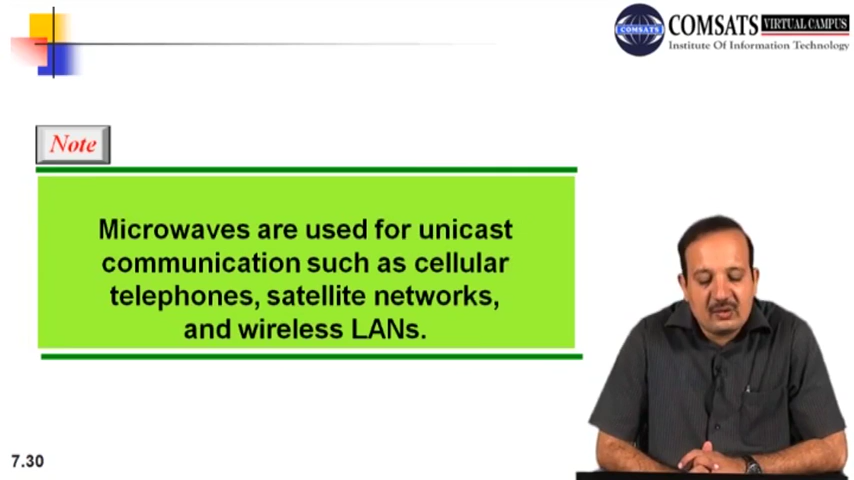 COMSATS VIRTUAL CAMPUS
COMSATS
Institute Of Information Technology
Note
Microwaves are used for unicast
communication such as cellular
telephones, satellite networks,
and wireless LANs.
7.30